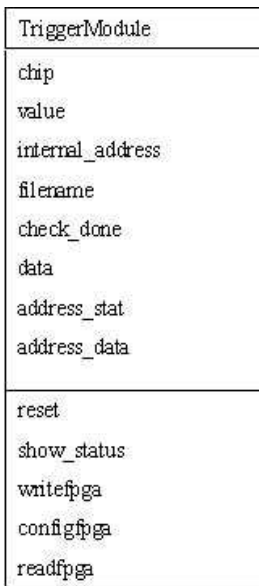 TriggerModule
chip
value
internal_address
filename
check_done
data
address_stat
address_data
reset
show_status
writefpga
configfpga
readfpga